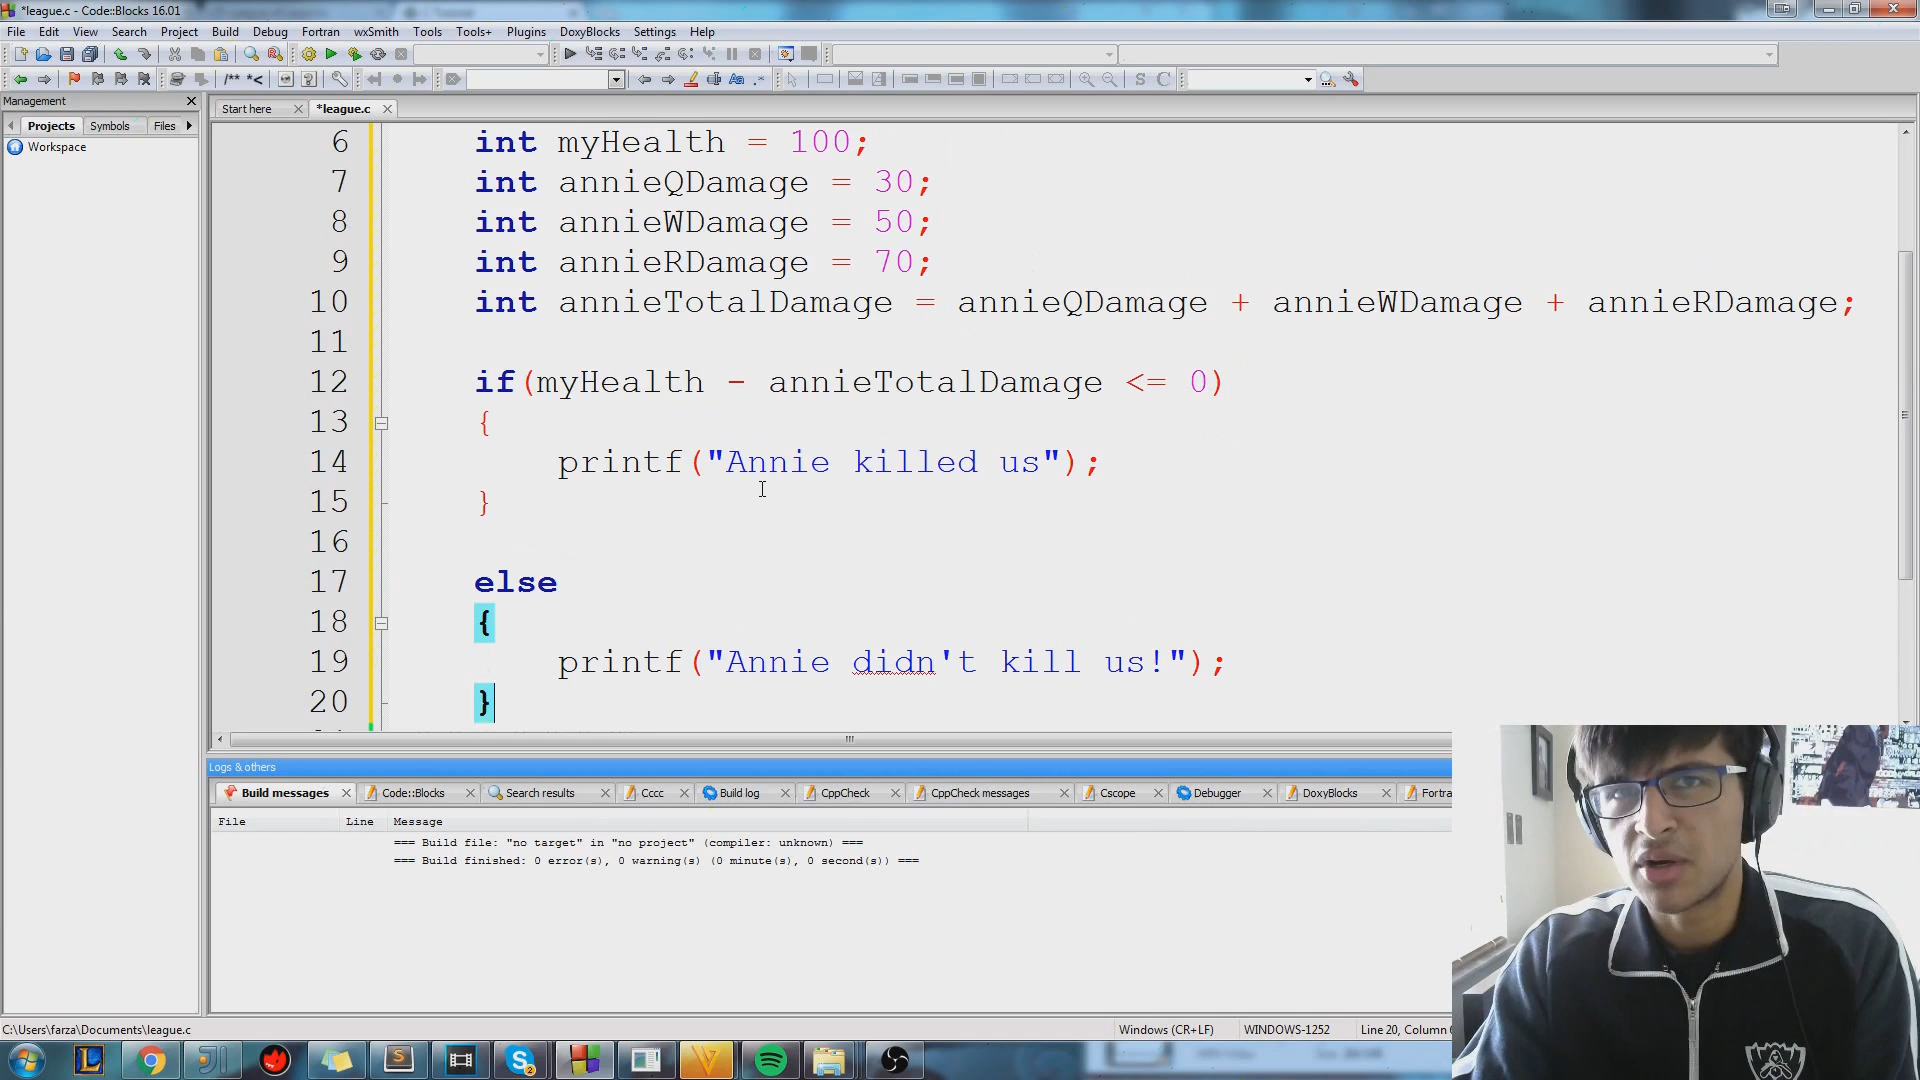 *league.c - Code::Blocks 16.01
File Edit View Search Project Build Debug Fortran wxSmith Tools Tools+ Plugins DoxyBlocks Settings Help
/** *<
Aa .* S C
Management
Start here *league.c
Projects Symbols Files
Workspace
6 int myHealth = 100;
7 int annieQDamage = 30;
8 int annieWDamage = 50;
9 int annieRDamage = 70;
10 int annieTotalDamage = annieQDamage + annieWDamage + annieRDamage;
11
12 if(myHealth - annieTotalDamage <= 0)
13 {
14 printf("Annie killed us");
15 }
16
17 else
18 {
19 printf("Annie didn't kill us!");
20 }
Logs & others
Build messages Code::Blocks Search results Cccc Build log CppCheck CppCheck messages Cscope Debugger DoxyBlocks Fortra
File Line Message
=== Build file: "no target" in "no project" (compiler: unknown) ===
=== Build finished: 0 error(s), 0 warning(s) (0 minute(s), 0 second(s)) ===
C:\Users\farza\Documents\league.c Windows (CR+LF) WINDOWS-1252 Line 20, Column